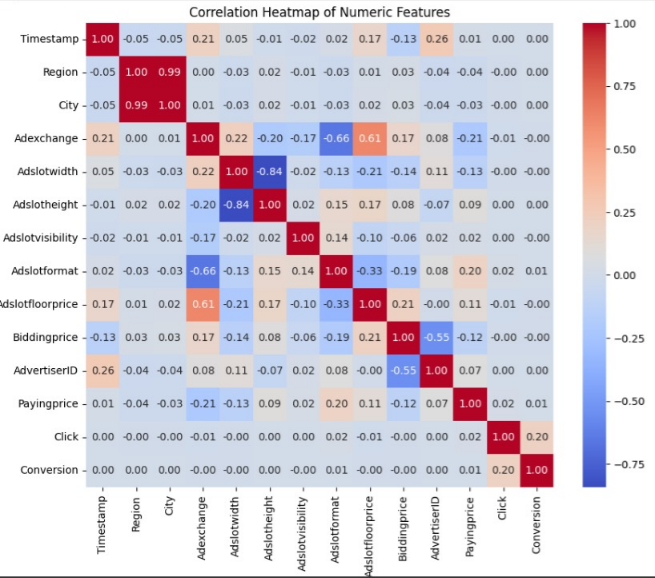 Correlation Heatmap of Numeric Features
Timestamp 1.00 -0.05 -0.05 0.21 0.05 -0.01 -0.02 0.02 0.17 -0.13 0.26 0.01 0.00 0.00
Region -0.05 1.00 0.99 0.00 -0.03 0.02 -0.01 -0.03 0.01 0.03 -0.04 -0.04 -0.00 0.00
City -0.05 0.99 1.00 0.01 -0.03 0.02 -0.01 -0.03 0.02 0.03 -0.04 -0.03 -0.00 0.00
Adexchange 0.21 0.00 0.01 1.00 0.22 -0.20 -0.17 -0.66 0.61 0.17 0.08 -0.21 -0.01 -0.00
Adslotwidth 0.05 -0.03 -0.03 0.22 1.00 -0.84 -0.02 -0.13 -0.21 -0.14 0.11 -0.13 -0.00 -0.00
Adslotheight -0.01 0.02 0.02 -0.20 -0.84 1.00 0.02 0.15 0.17 0.08 -0.07 0.09 0.00 -0.00
Adslotvisibility -0.02 -0.01 -0.01 -0.17 -0.02 0.02 1.00 0.14 -0.10 -0.06 0.02 0.02 0.00 -0.00
Adslotformat 0.02 -0.03 -0.03 -0.66 -0.13 0.15 0.14 1.00 -0.33 -0.19 0.08 0.20 0.02 0.01
Adslotfloorprice 0.17 0.01 0.02 0.61 -0.21 0.17 -0.10 -0.33 1.00 0.21 -0.00 0.11 -0.01 -0.00
Biddingprice -0.13 0.03 0.03 0.17 -0.14 0.08 -0.06 -0.19 0.21 1.00 -0.55 -0.12 -0.00 -0.00
AdvertiserID 0.26 -0.04 -0.04 0.08 0.11 -0.07 0.02 0.08 -0.00 -0.55 1.00 0.07 0.00 0.00
Payingprice 0.01 -0.04 -0.03 -0.21 -0.13 0.09 0.02 0.20 0.11 -0.12 0.07 1.00 0.02 0.01
Click 0.00 -0.00 -0.00 -0.01 -0.00 0.00 0.00 0.02 -0.01 -0.00 0.00 0.02 1.00 0.20
Conversion 0.00 0.00 0.00 -0.00 -0.00 -0.00 -0.00 0.01 -0.00 -0.00 0.00 0.01 0.20 1.00
Timestamp
Region
City
Adexchange
Adslotwidth
Adslotheight
Adslotvisibility
Adslotformat
Adslotfloorprice
Biddingprice
AdvertiserID
Payingprice
Click
Conversion
1.00
0.75
0.50
0.25
0.00
−0.25
−0.50
−0.75